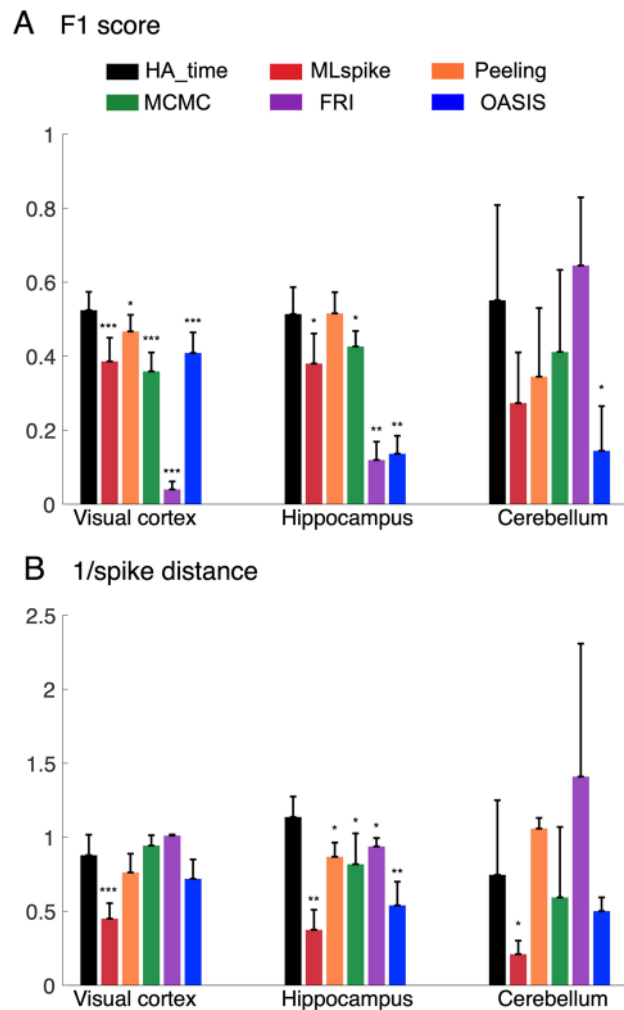 A F1 score
HA_time MLspike Peeling
MCMC FRI OASIS
1
0.8
0.6
0.4
0.2
0
*** * *** *** ***
* * ** **
*
Visual cortex Hippocampus Cerebellum
B 1/spike distance
2.5
2
1.5
1
0.5
0
***
** * * * **
*
Visual cortex Hippocampus Cerebellum